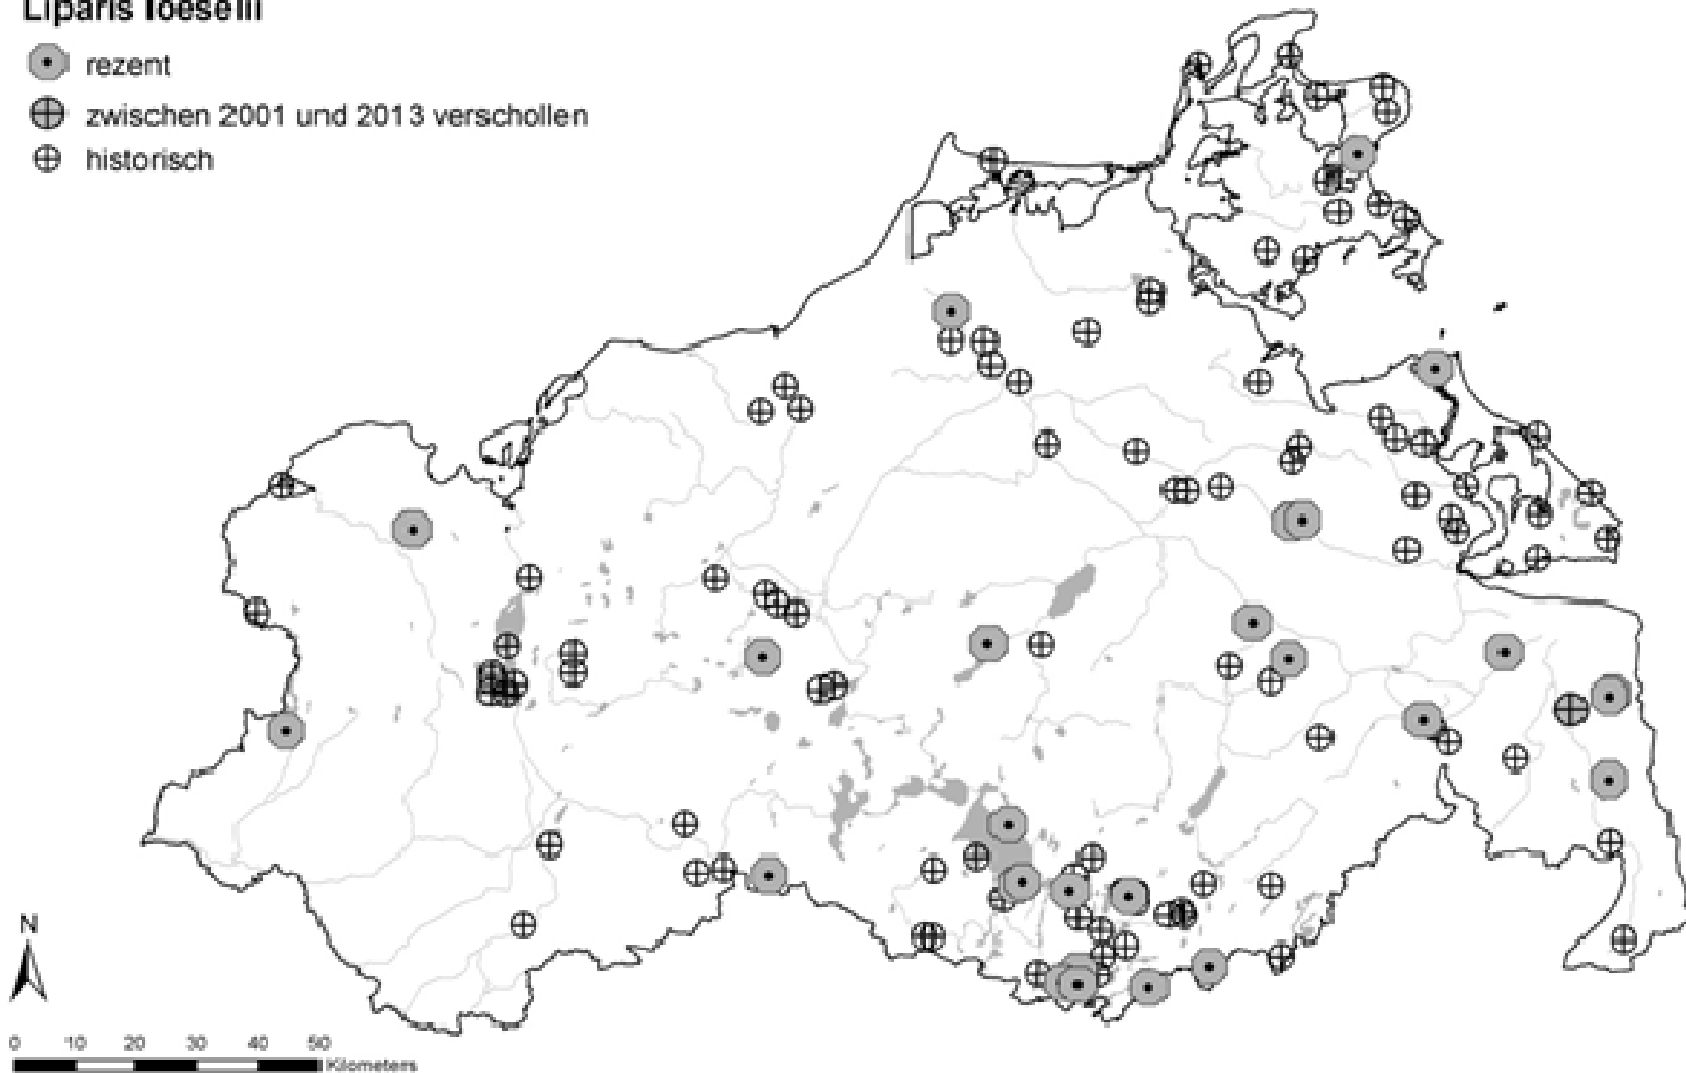 Liparis loeselii
rezent
zwischen 2001 und 2013 verschollen
historisch
N
0 10 20 30 40 50
Kilometers